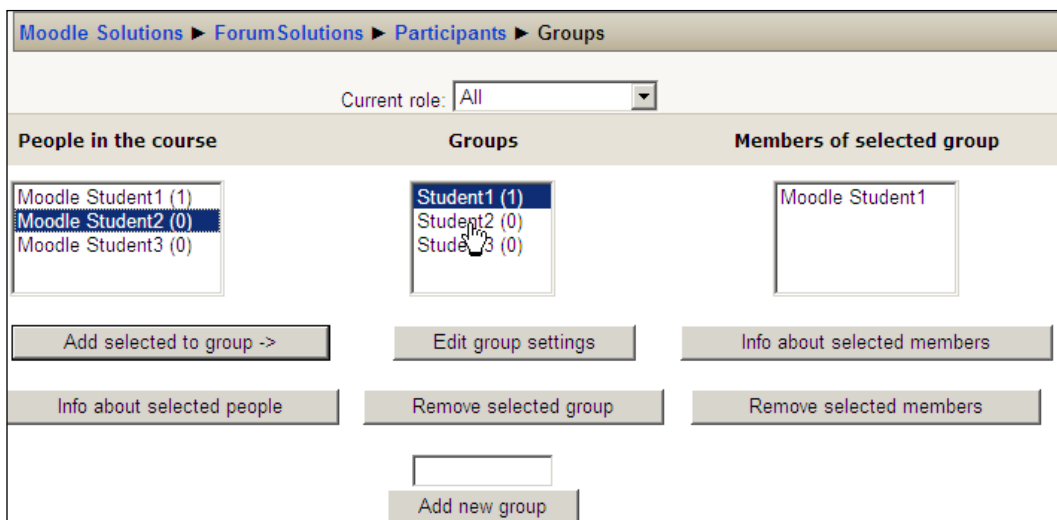 Moodle Solutions ► ForumSolutions ► Participants ► Groups
Current role: All
People in the course Groups Members of selected group
Moodle Student1 (1) Student1 (1) Moodle Student1
Moodle Student2 (0) Student2 (0)
Moodle Student3 (0) Student3 (0)
Add selected to group -> Edit group settings Info about selected members
Info about selected people Remove selected group Remove selected members
Add new group